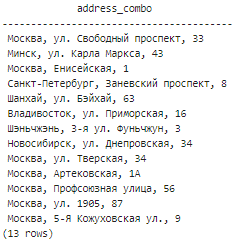 address_combo
-----------------------------------
Москва, ул. Свободный проспект, 33
Минск, ул. Карла Маркса, 43
Москва, Енисейская, 1
Санкт-Петербург, Заневский проспект, 8
Шанхай, ул. Бэйхай, 63
Владивосток, ул. Приморская, 16
Шэньчжэнь, 3-я ул. Фуньчжун, 3
Новосибирск, ул. Днепровская, 34
Москва, ул. Тверская, 34
Москва, Артековская, 1А
Москва, Профсоюзная улица, 56
Москва, ул. 1905, 87
Москва, 5-Я Кожуховская ул., 9
(13 rows)